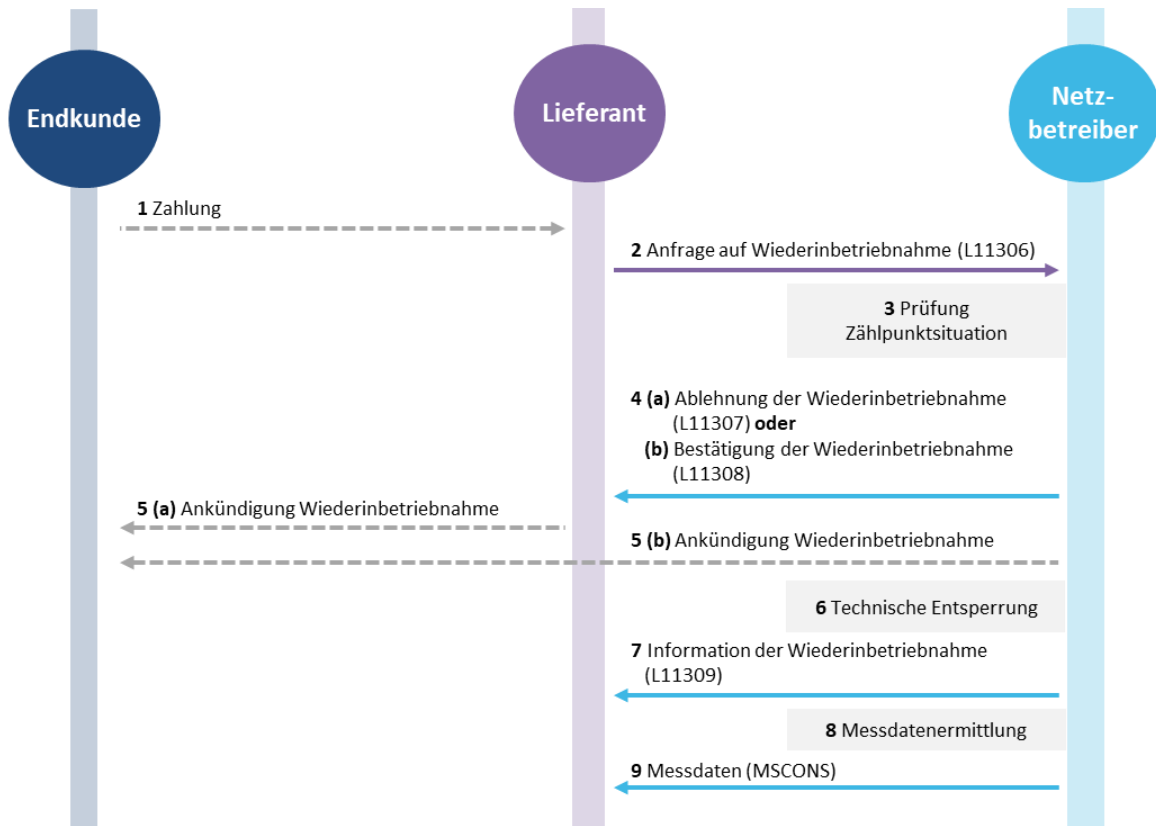 Endkunde
Lieferant
Netz-
betreiber
1 Zahlung
2 Anfrage auf Wiederinbetriebnahme (L11306)
3 Prüfung
Zählpunktsituation
4 (a) Ablehnung der Wiederinbetriebnahme
(L11307) oder
(b) Bestätigung der Wiederinbetriebnahme
(L11308)
5 (a) Ankündigung Wiederinbetriebnahme
5 (b) Ankündigung Wiederinbetriebnahme
6 Technische Entsperrung
7 Information der Wiederinbetriebnahme
(L11309)
8 Messdatenermittlung
9 Messdaten (MSCONS)